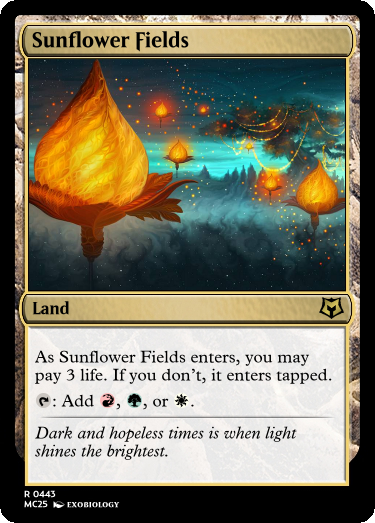 Sunflower Fields
Land
As Sunflower Fields enters, you may
pay 3 life. If you don't, it enters tapped.
: Add , , or .
Dark and hopeless times is when light
shines the brightest.
R 0443
MC25 EXOBIOLOGY